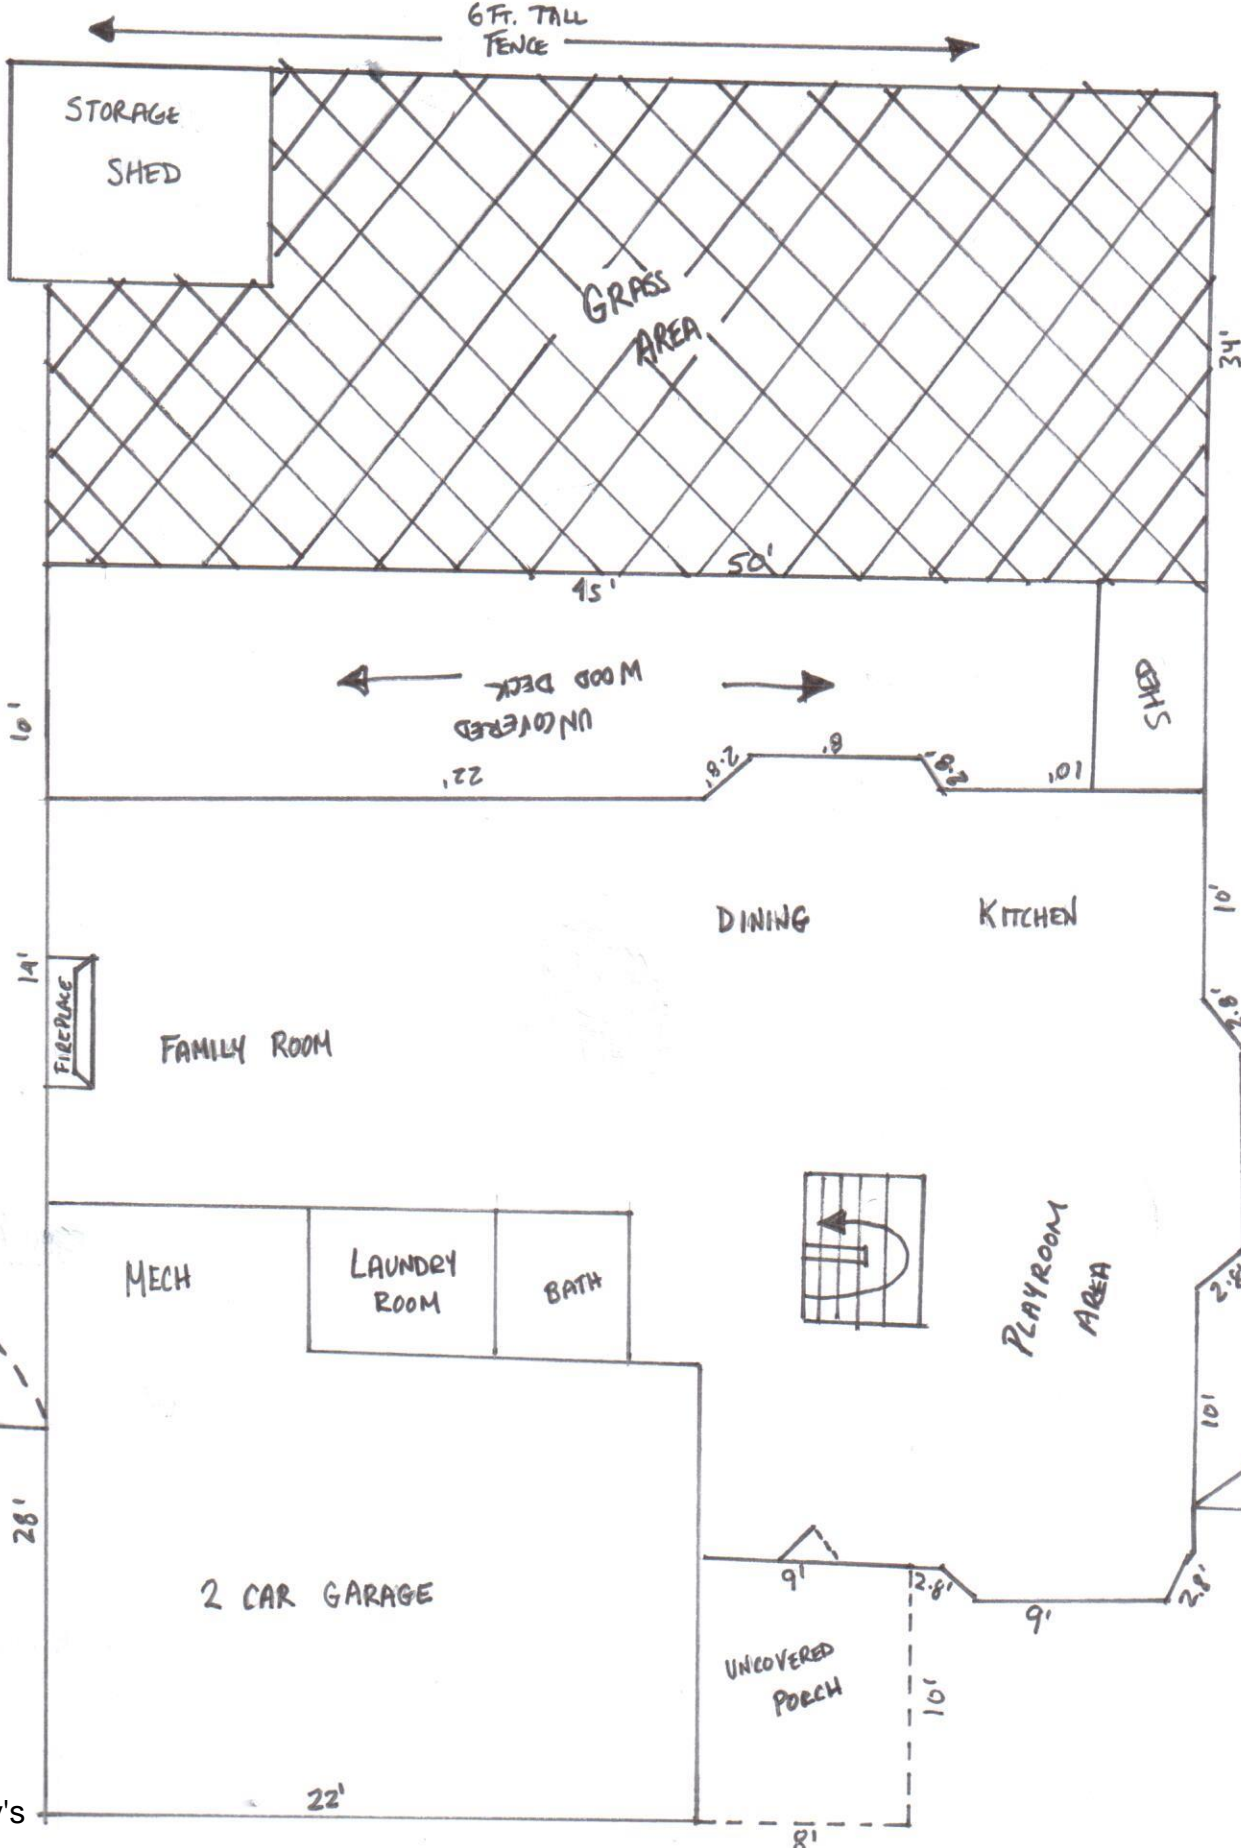 6FT. TALL
FENCE
STORAGE
SHED
GRASS
AREA
34'
50'
45'
UNCOVERED
WOOD DECK
SHED
10'
22'
2.8'
8'
2.8'
10'
DINING
KITCHEN
10'
14'
FIREPLACE
FAMILY ROOM
2.8'
MECH
LAUNDRY
ROOM
BATH
PLAYROOM
AREA
2.8'
10'
28'
2 CAR GARAGE
9'
2.8'
9'
2.8'
UNCOVERED
PORCH
10'
22'
8'